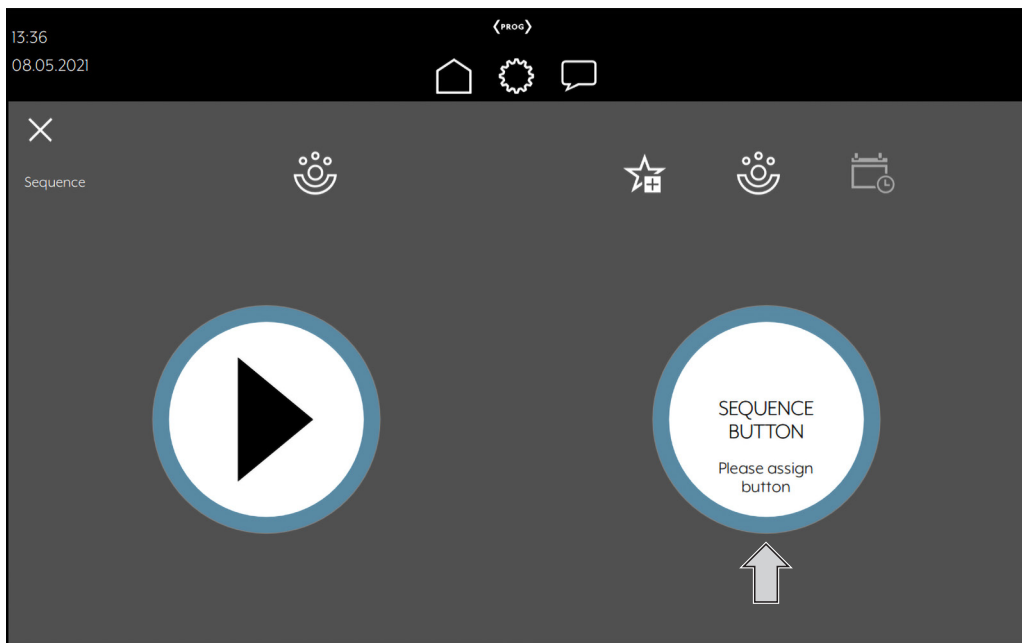 13:36
08.05.2021
⟨PROG⟩
Sequence
SEQUENCE
BUTTON
Please assign
button